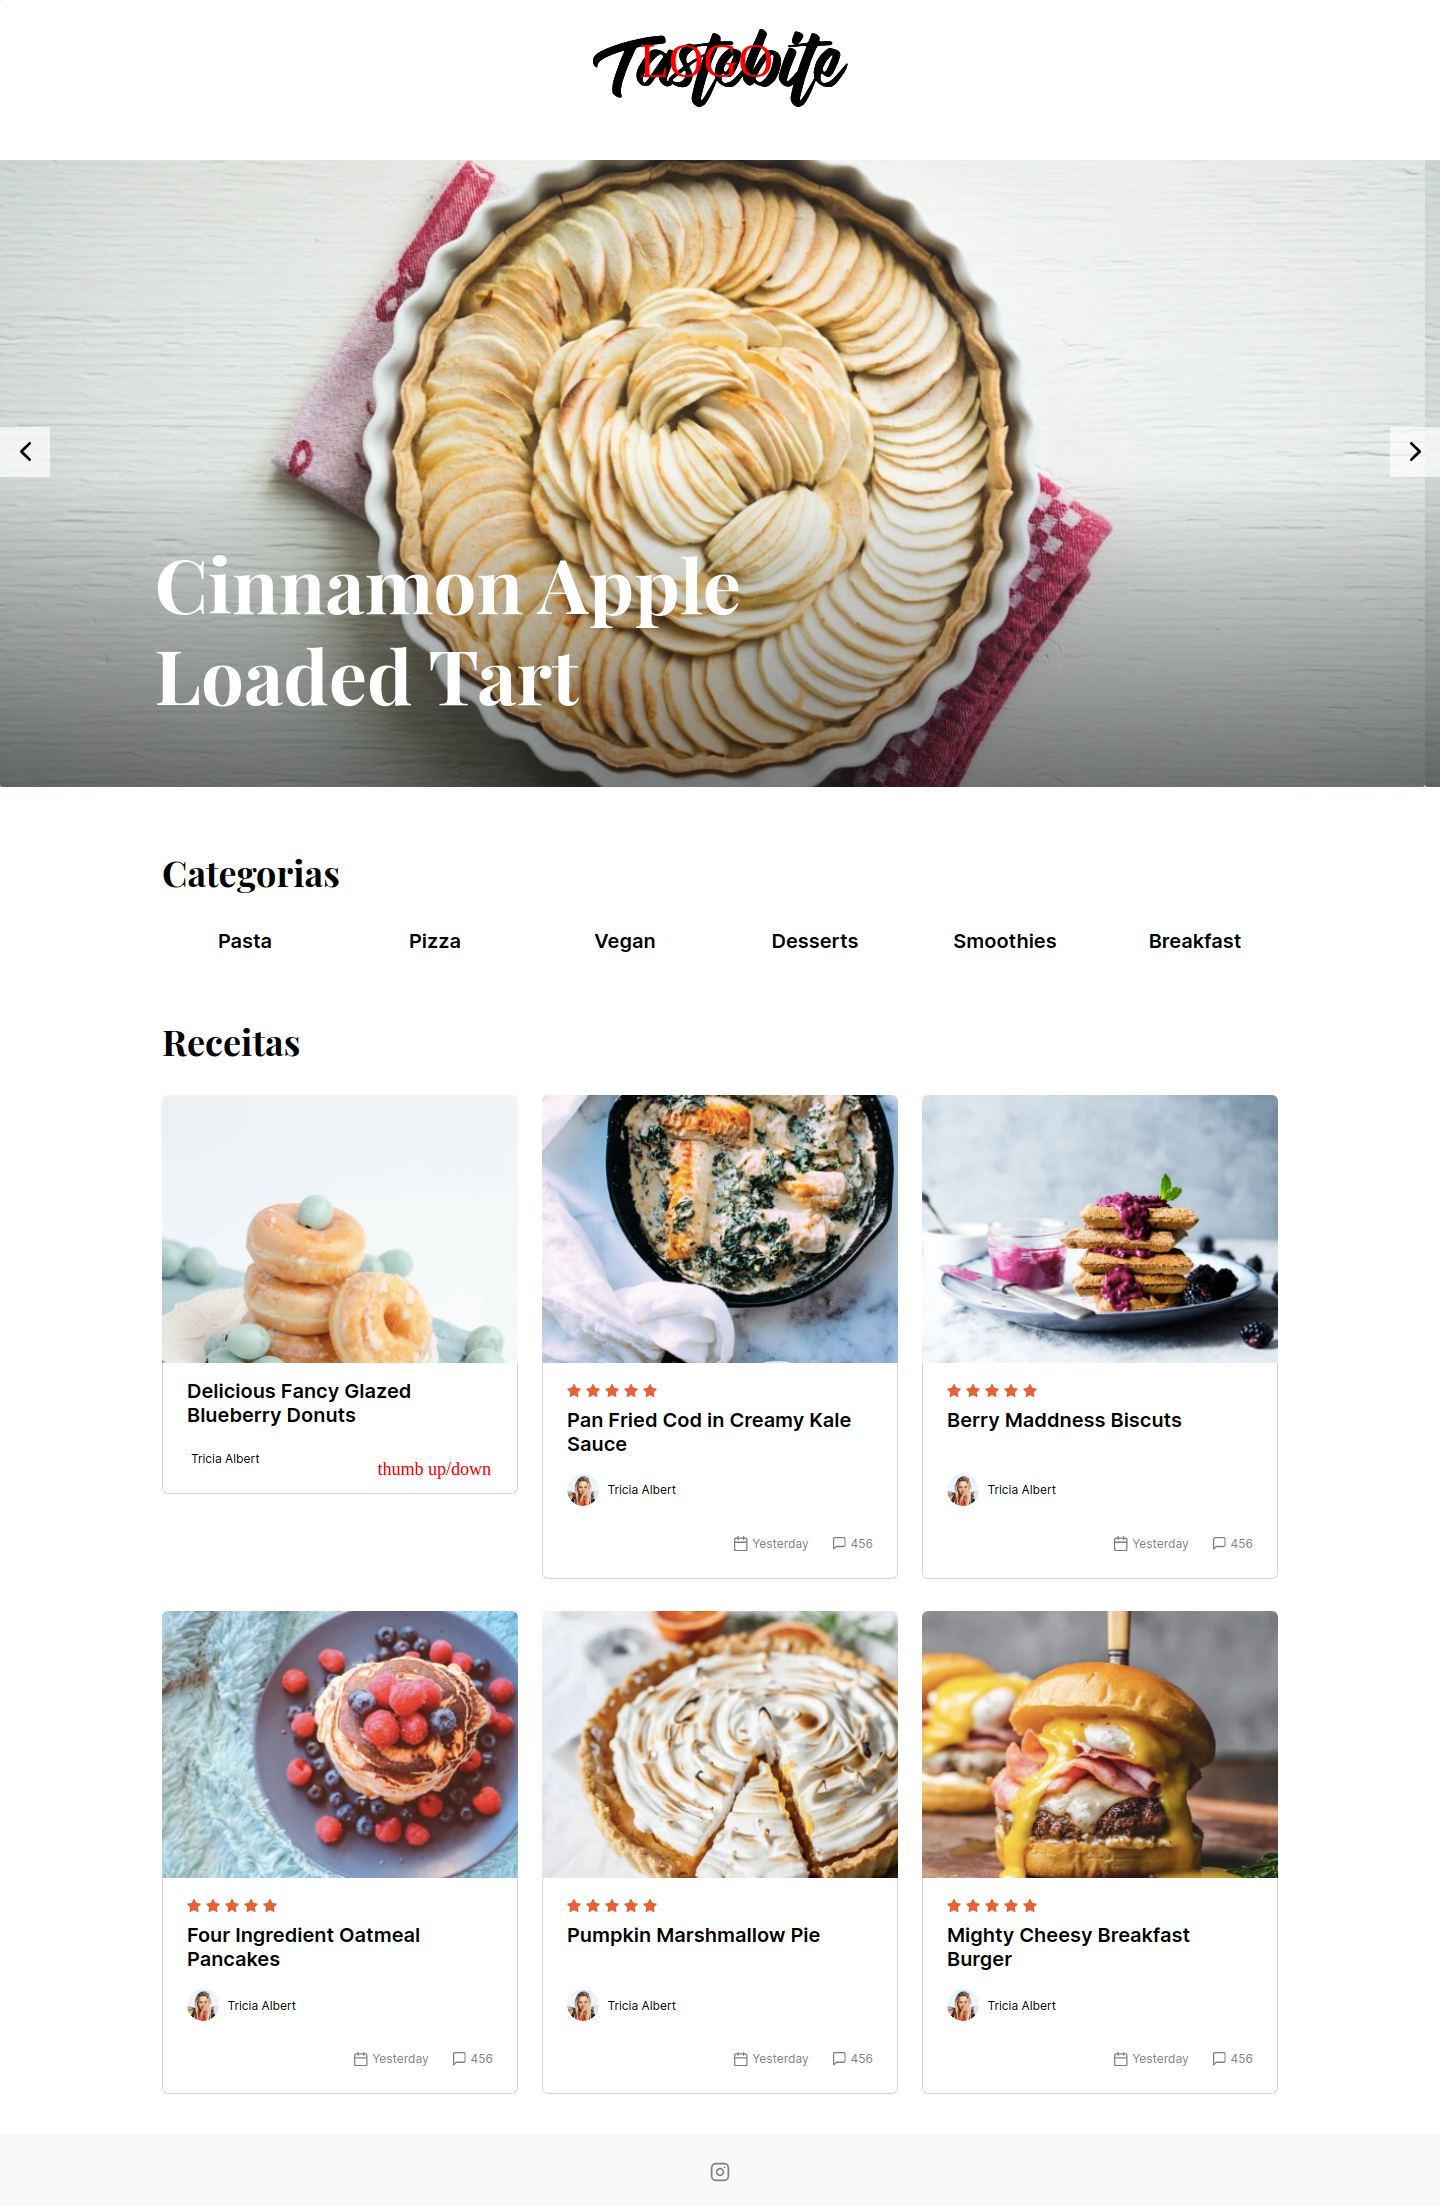 Tastebite
LOGO
Cinnamon Apple
Loaded Tart
Categorias
Pasta Pizza Vegan Desserts Smoothies Breakfast
Receitas
Delicious Fancy Glazed
Blueberry Donuts
Tricia Albert
thumb up/down
Pan Fried Cod in Creamy Kale
Sauce
Tricia Albert
Yesterday 456
Berry Maddness Biscuts
Tricia Albert
Yesterday 456
Four Ingredient Oatmeal
Pancakes
Tricia Albert
Yesterday 456
Pumpkin Marshmallow Pie
Tricia Albert
Yesterday 456
Mighty Cheesy Breakfast
Burger
Tricia Albert
Yesterday 456